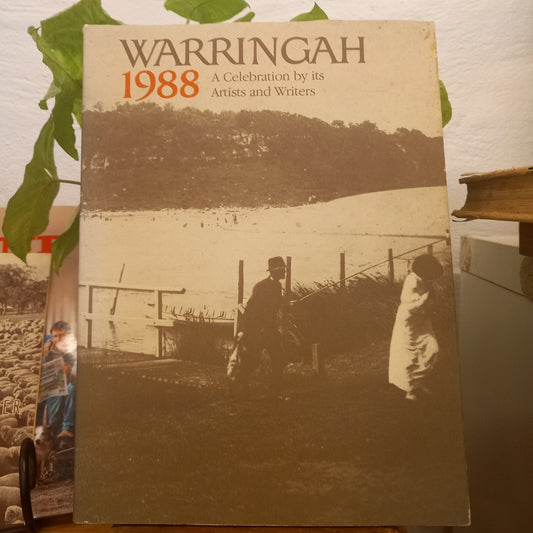 WARRINGAH
1988 A Celebration by its
Artists and Writers